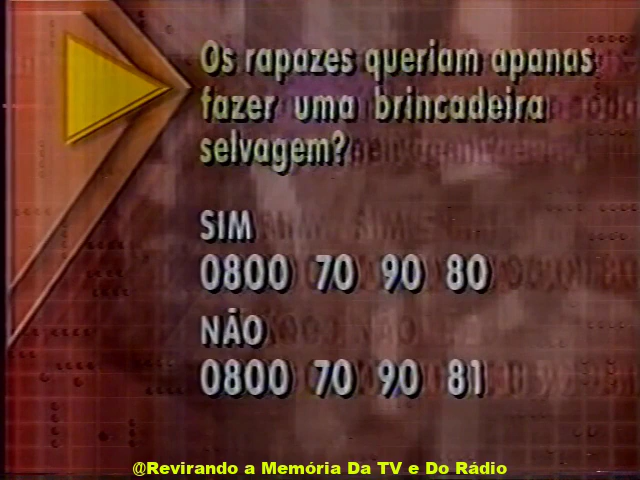 Os rapazes queriam apanas
fazer uma brincadeira
selvagem?
SIM
0800 70 90 80
NÃO
0800 70 90 81
@Revirando a Memória Da TV e Do Rádio